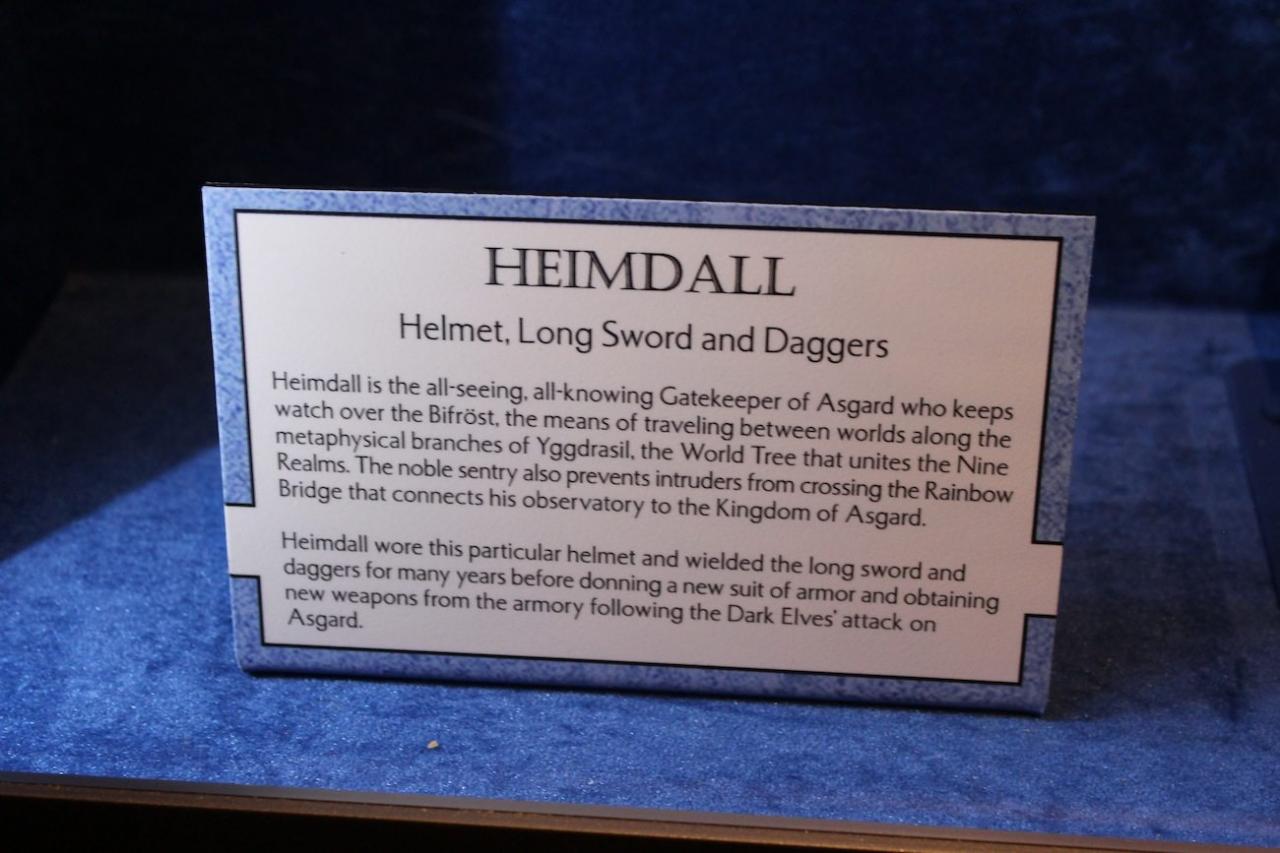 HEIMDALL
Helmet, Long Sword and Daggers
Heimdall is the all-seeing, all-knowing Gatekeeper of Asgard who keeps
watch over the Bifröst, the means of traveling between worlds along the
metaphysical branches of Yggdrasil, the World Tree that unites the Nine
Realms. The noble sentry also prevents intruders from crossing the Rainbow
Bridge that connects his observatory to the Kingdom of Asgard.
Heimdall wore this particular helmet and wielded the long sword and
daggers for many years before donning a new suit of armor and obtaining
new weapons from the armory following the Dark Elves' attack on
Asgard.